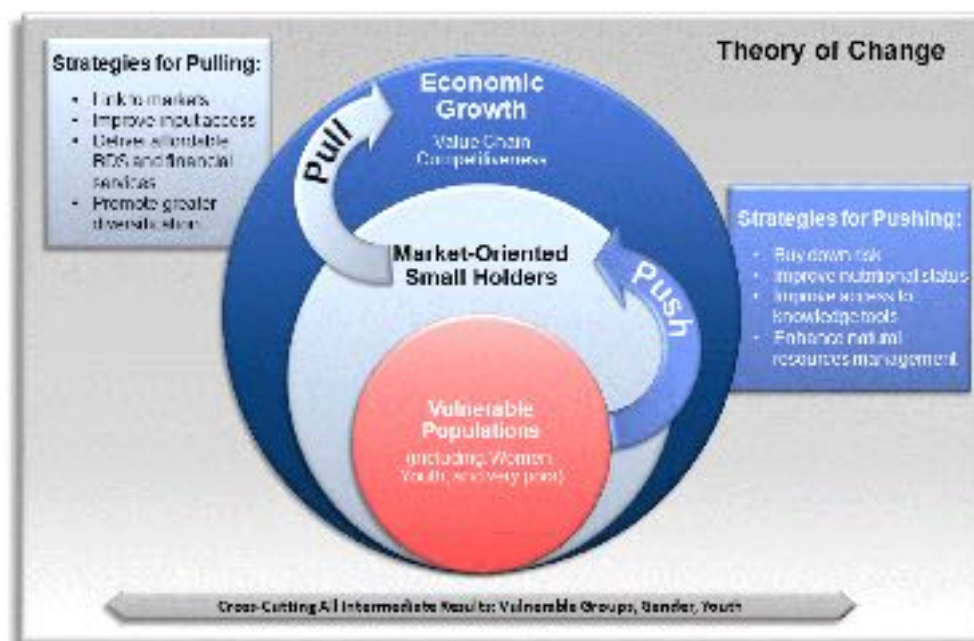 Theory of Change
Strategies for Pulling:
• Link to markets
• Improve input access
• Deliver affordable
BDS and financial
services
• Promote greater
diversification
Economic
Growth
Value Chain
Competitiveness
Pull
Market-Oriented
Small Holders
Push
Strategies for Pushing:
• Buy down risk
• Improve nutritional status
• Improve access to
knowledge tools
• Enhance natural
resources management
Vulnerable
Populations
(including Women,
Youth, and very poor)
Cross-Cutting All Intermediate Results: Vulnerable Groups, Gender, Youth